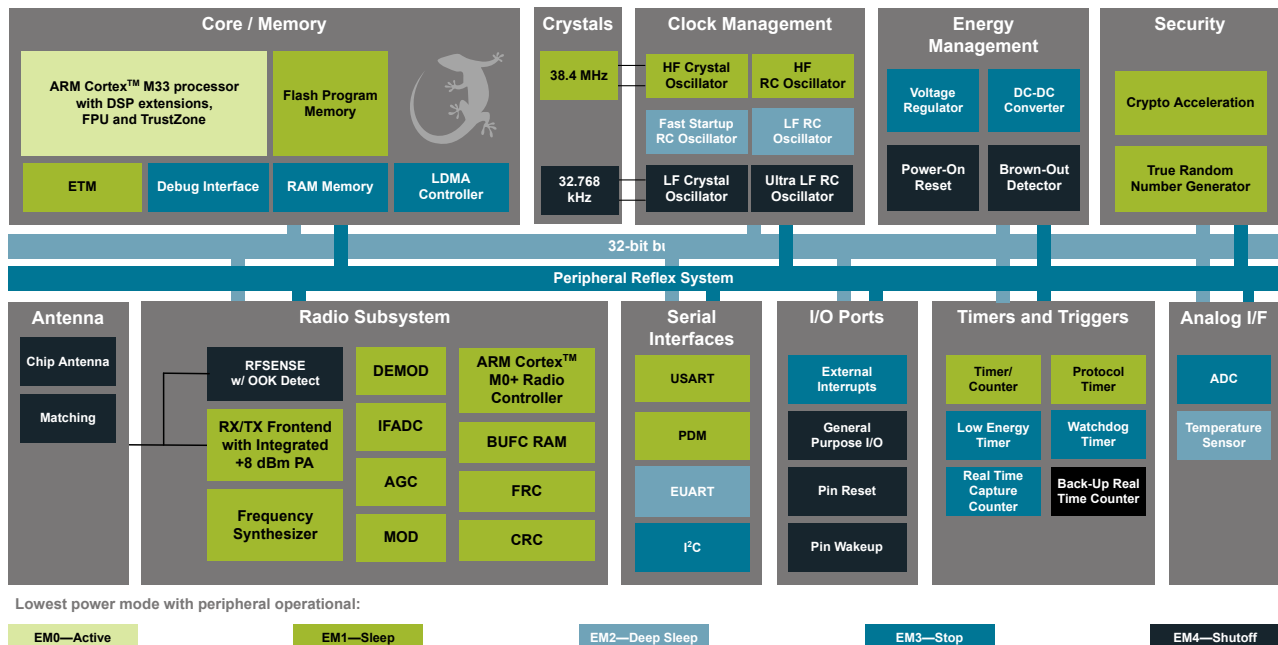 Core / Memory
ARM Cortex™ M33 processor
with DSP extensions,
FPU and TrustZone
Flash Program
Memory
ETM
Debug Interface
RAM Memory
LDMA
Controller
Crystals
38.4 MHz
32.768
kHz
Clock Management
HF Crystal
Oscillator
HF
RC Oscillator
Fast Startup
RC Oscillator
LF RC
Oscillator
LF Crystal
Oscillator
Ultra LF RC
Oscillator
Energy
Management
Voltage
Regulator
DC-DC
Converter
Power-On
Reset
Brown-Out
Detector
Security
Crypto Acceleration
True Random
Number Generator
32-bit bu
Peripheral Reflex System
Antenna
Chip Antenna
Matching
Radio Subsystem
RFSENSE
w/ OOK Detect
RX/TX Frontend
with Integrated
+8 dBm PA
Frequency
Synthesizer
DEMOD
IFADC
AGC
MOD
ARM Cortex™
M0+ Radio
Controller
BUFC RAM
FRC
CRC
Serial
Interfaces
USART
PDM
EUART
I²C
I/O Ports
External
Interrupts
General
Purpose I/O
Pin Reset
Pin Wakeup
Timers and Triggers
Timer/
Counter
Protocol
Timer
Low Energy
Timer
Watchdog
Timer
Real Time
Capture
Counter
Back-Up Real
Time Counter
Analog I/F
ADC
Temperature
Sensor
Lowest power mode with peripheral operational:
EM0—Active
EM1—Sleep
EM2—Deep Sleep
EM3—Stop
EM4—Shutoff